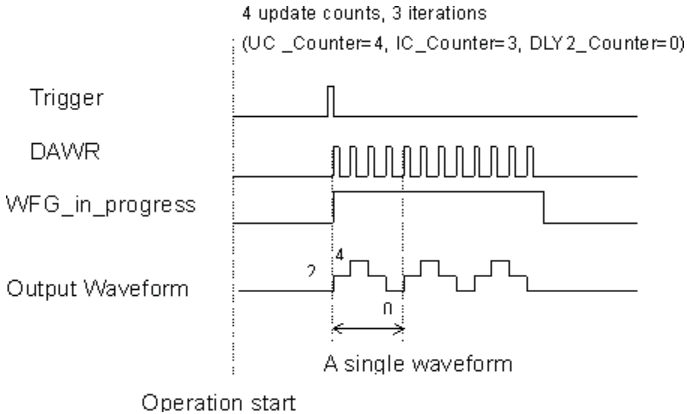 4 update counts, 3 iterations
(UC _Counter=4, IC_Counter=3, DLY2_Counter=0)
Trigger
DAWR
WFG_in_progress
4
2
Output Waveform
0
A single waveform
Operation start